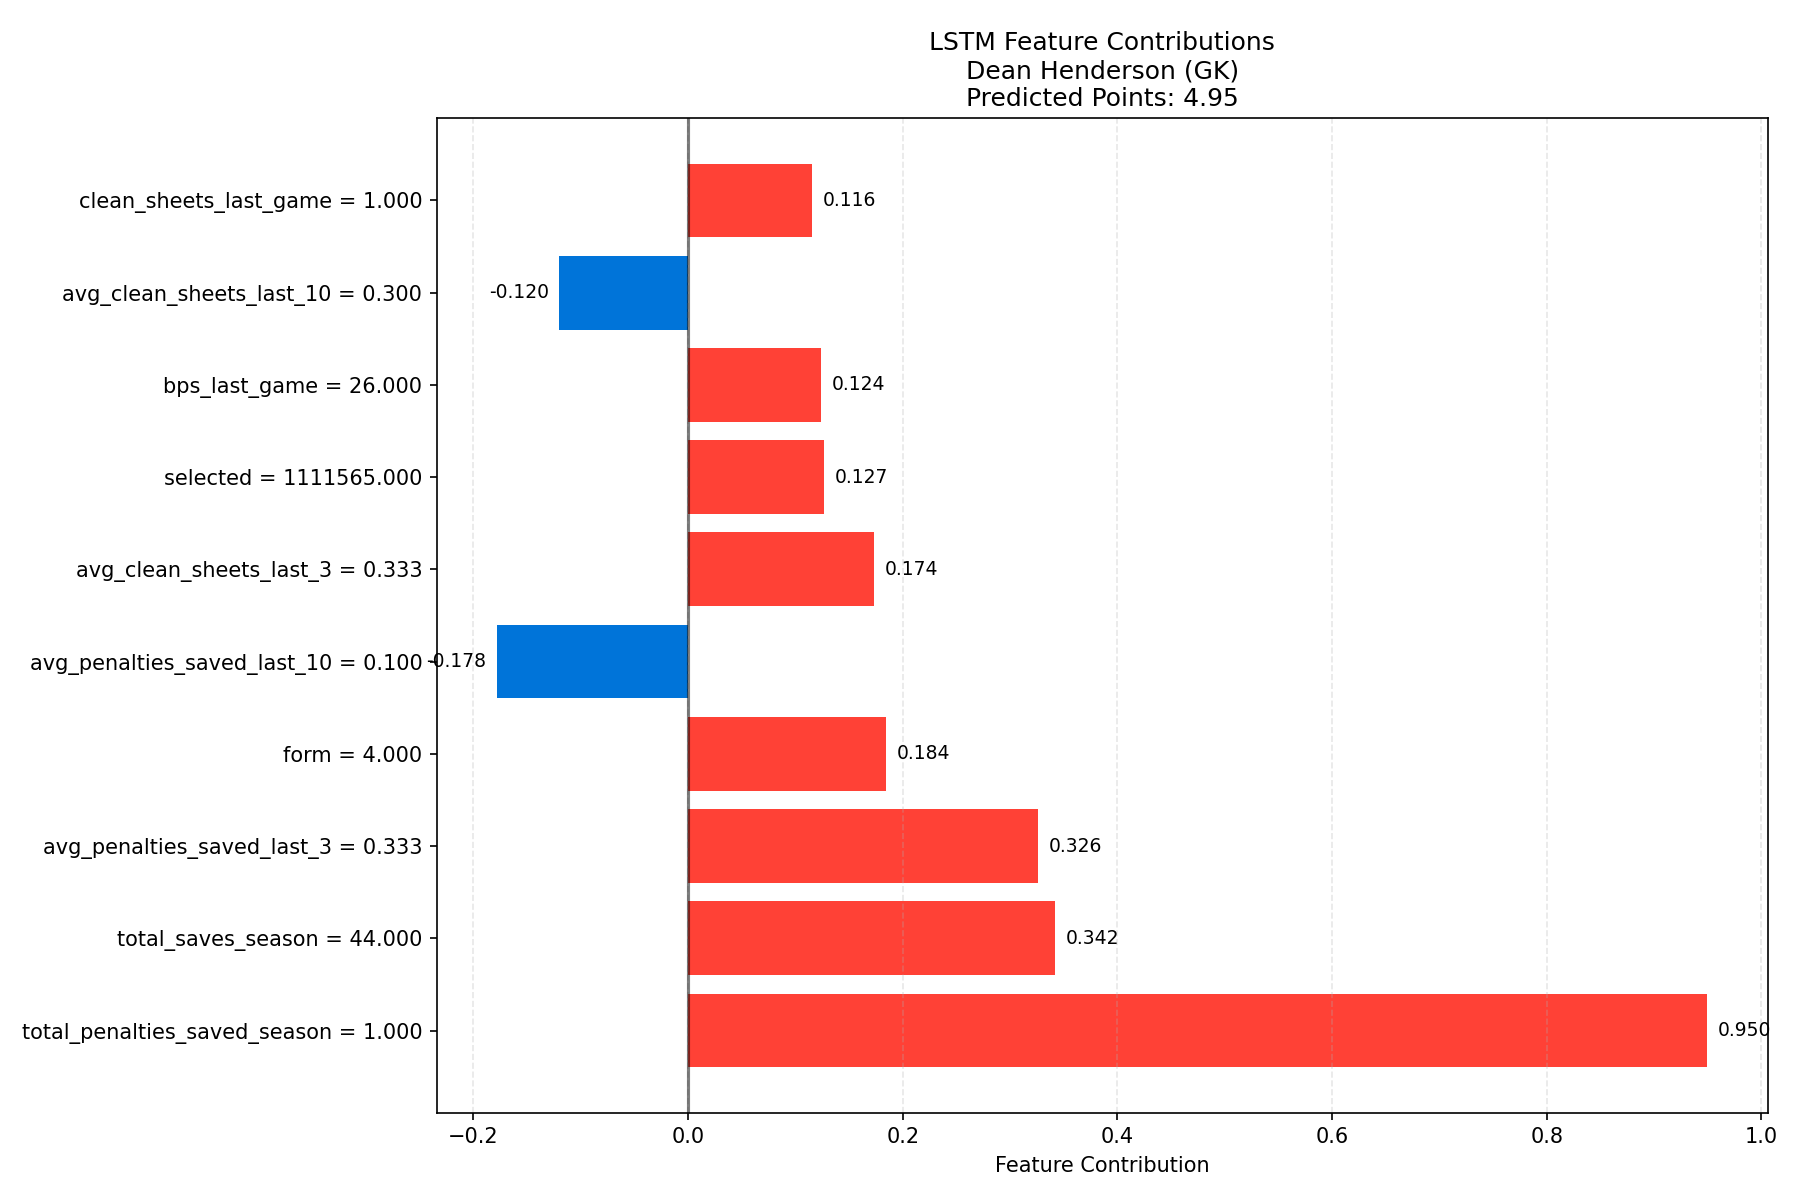 LSTM Feature Contributions
Dean Henderson (GK)
Predicted Points: 4.95
clean_sheets_last_game = 1.000
0.116
avg_clean_sheets_last_10 = 0.300
-0.120
bps_last_game = 26.000
0.124
selected = 1111565.000
0.127
avg_clean_sheets_last_3 = 0.333
0.174
avg_penalties_saved_last_10 = 0.100
-0.178
form = 4.000
0.184
avg_penalties_saved_last_3 = 0.333
0.326
total_saves_season = 44.000
0.342
total_penalties_saved_season = 1.000
0.950
−0.2 0.0 0.2 0.4 0.6 0.8 1.0
Feature Contribution